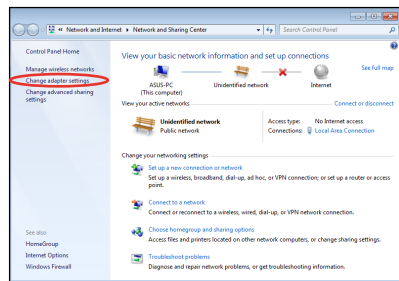 Network and Internet
Network and Sharing Center
Search Control Panel
Control Panel Home
Manage wireless networks
Change adapter settings
Change advanced sharing
settings
View your basic network information and set up connections
See full map
ASUS-PC
(This computer)
Unidentified network
Internet
View your active networks
Connect or disconnect
Unidentified network
Public network
Access type: No Internet access
Connections: Local Area Connection
Change your networking settings
Set up a new connection or network
Set up a wireless, broadband, dial-up, ad hoc, or VPN connection; or set up a router or access
point.
Connect to a network
Connect or reconnect to a wireless, wired, dial-up, or VPN network connection.
Choose homegroup and sharing options
Access files and printers located on other network computers, or change sharing settings.
Troubleshoot problems
Diagnose and repair network problems, or get troubleshooting information.
See also
HomeGroup
Internet Options
Windows Firewall